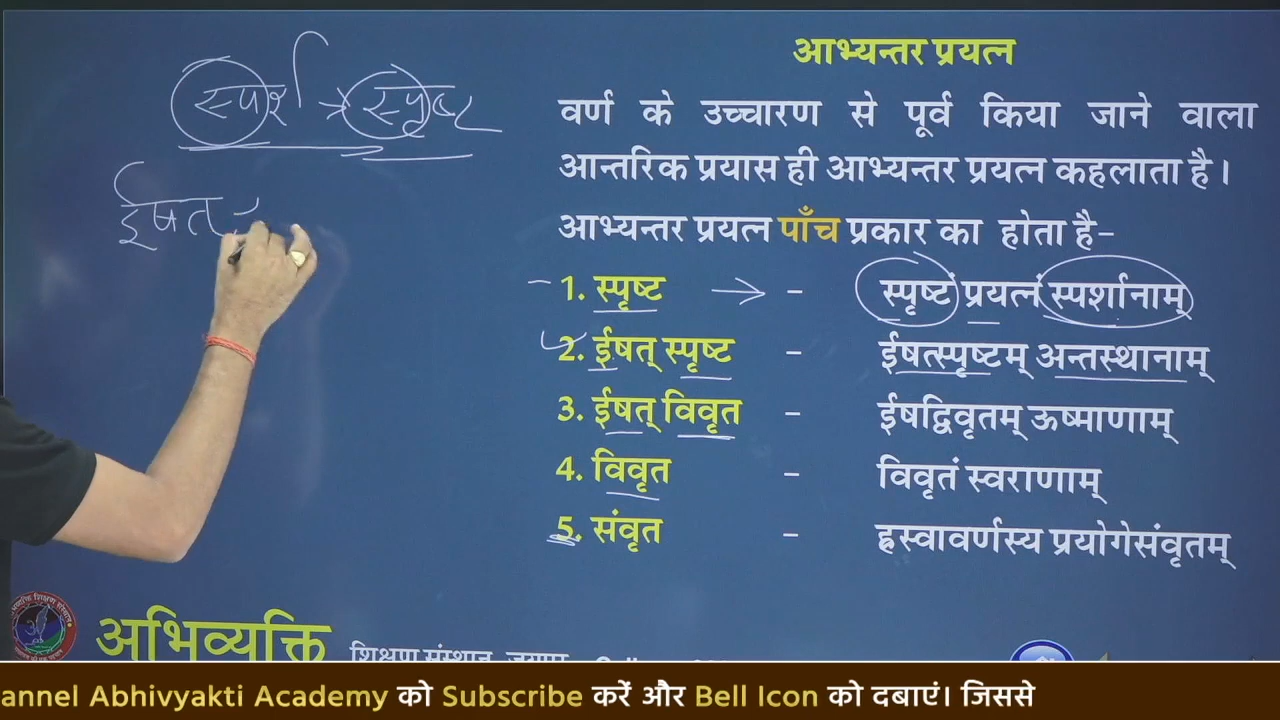 स्पर्श → स्पृष्ट
ईषत
आभ्यन्तर प्रयत्न
वर्ण के उच्चारण से पूर्व किया जाने वाला
आन्तरिक प्रयास ही आभ्यन्तर प्रयत्न कहलाता है।
आभ्यन्तर प्रयत्न पाँच प्रकार का होता है-
1. स्पृष्ट → - स्पृष्टं प्रयत्नं स्पर्शानाम्
2. ईषत् स्पृष्ट - ईषत्स्पृष्टम् अन्तस्थानाम्
3. ईषत् विवृत - ईषद्विवृतम् ऊष्माणाम्
4. विवृत - विवृतं स्वराणाम्
5. संवृत - ह्रस्वावर्णस्य प्रयोगेसंवृतम्
अभिव्यक्ति
शिक्षण संस्थान
annel Abhivyakti Academy को Subscribe करें और Bell Icon को दबाएं। जिससे